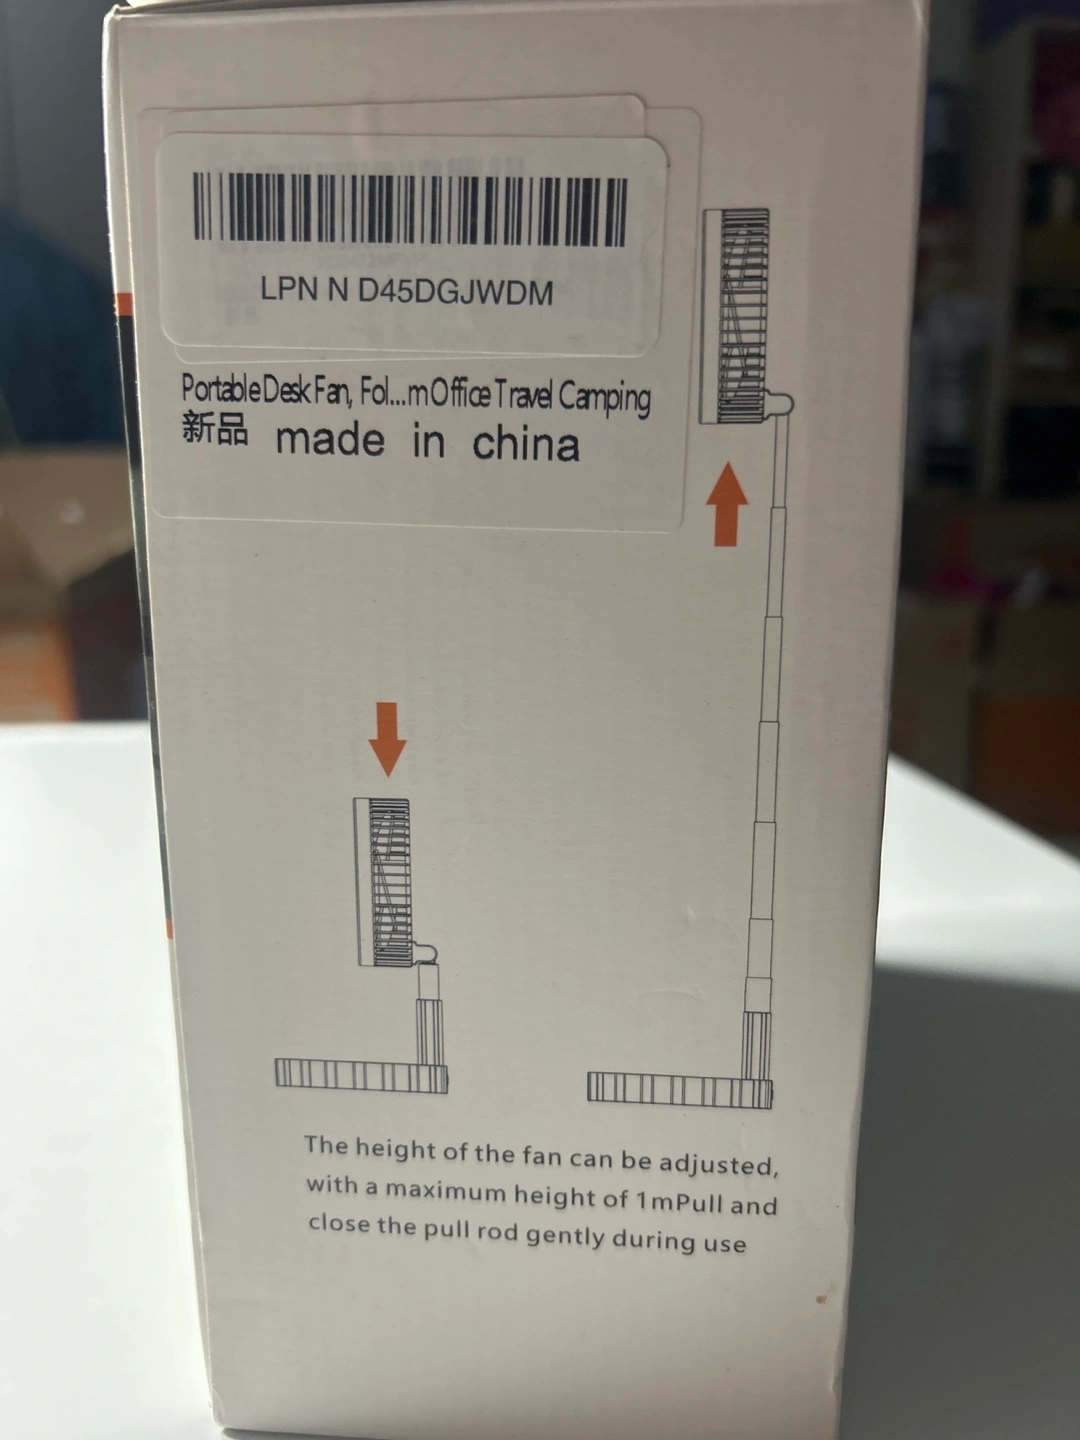 LPN N D45DGJWDM
Portable Desk Fan, Fol...m Office Travel Camping
新品 made in china
The height of the fan can be adjusted,
with a maximum height of 1mPull and
close the pull rod gently during use